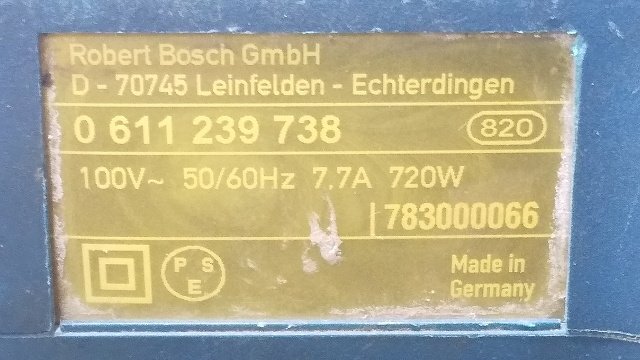 Robert Bosch GmbH
D - 70745 Leinfelden - Echterdingen
0 611 239 738 820
100V~ 50/60Hz 7.7A 720W
783000066
P S E
Made in
Germany